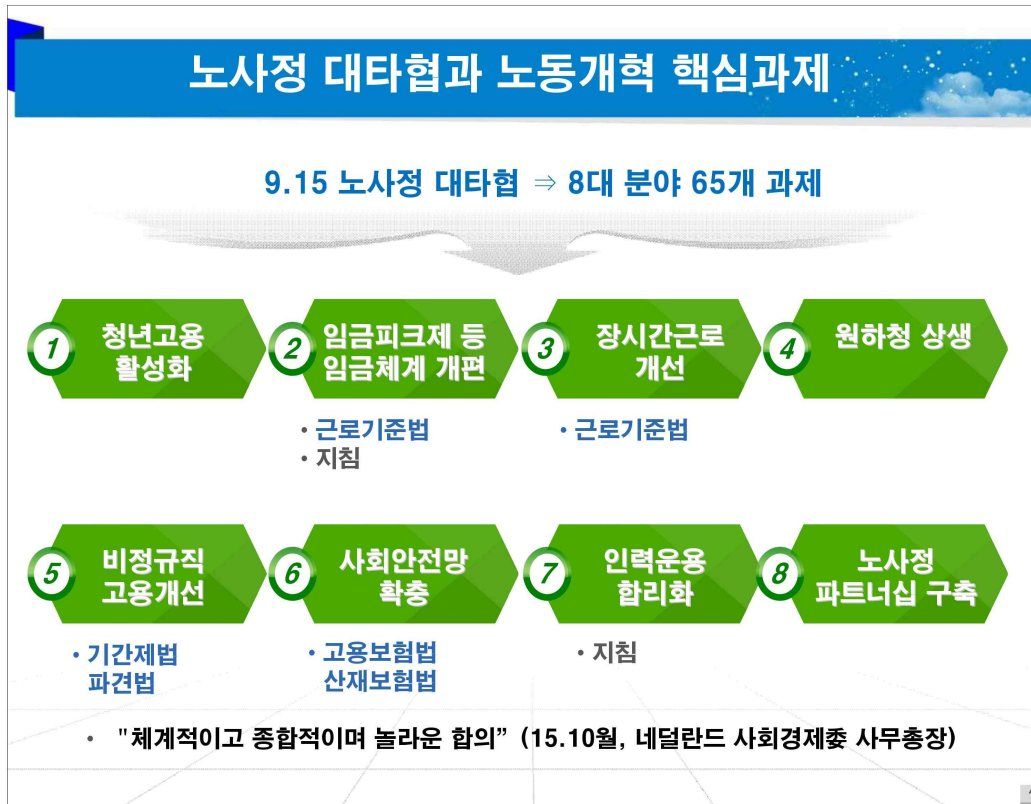 노사정 대타협과 노동개혁 핵심과제
9.15 노사정 대타협 ⇒ 8대 분야 65개 과제
1
청년고용
활성화
2
임금피크제 등
임금체계 개편
• 근로기준법
• 지침
3
장시간근로
개선
• 근로기준법
4
원하청 상생
5
비정규직
고용개선
• 기간제법
파견법
6
사회안전망
확충
• 고용보험법
산재보험법
7
인력운용
합리화
• 지침
8
노사정
파트너십 구축
• "체계적이고 종합적이며 놀라운 합의” (15.10월, 네덜란드 사회경제委 사무총장)